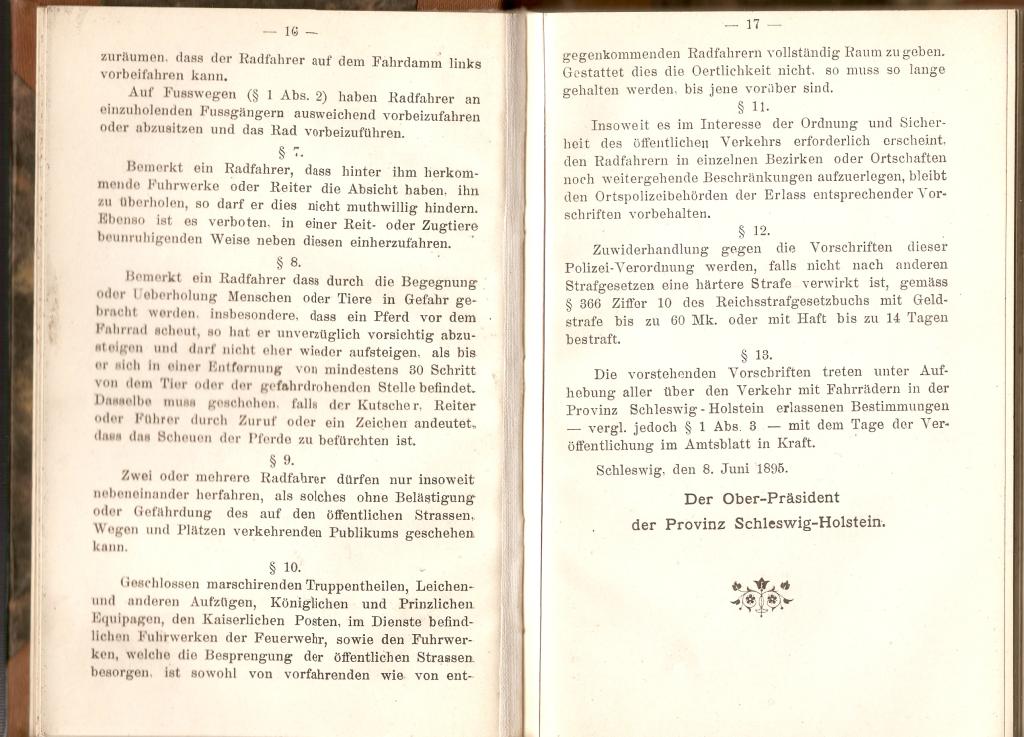 — 16 —
zuräumen, dass der Radfahrer auf dem Fahrdamm links
vorbeifahren kann.
Auf Fusswegen (§ 1 Abs. 2) haben Radfahrer an
einzuholenden Fussgängern ausweichend vorbeizufahren
oder abzusitzen und das Rad vorbeizuführen.
§ 7.
Bemerkt ein Radfahrer, dass hinter ihm herkom-
mende Fuhrwerke oder Reiter die Absicht haben, ihn
zu überholen, so darf er dies nicht muthwillig hindern.
Ebenso ist es verboten, in einer Reit- oder Zugtiere
beunruhigenden Weise neben diesen einherzufahren.
§ 8.
Bemerkt ein Radfahrer dass durch die Begegnung
oder Ueberholung Menschen oder Tiere in Gefahr ge-
bracht werden, insbesondere, dass ein Pferd vor dem
Fahrrad scheut, so hat er unverzüglich vorsichtig abzu-
steigen und darf nicht eher wieder aufsteigen, als bis
er sich in einer Entfernung von mindestens 30 Schritt
von dem Tier oder der gefahrdrohenden Stelle befindet.
Dasselbe muss geschehen, falls der Kutscher, Reiter
oder Führer durch Zuruf oder ein Zeichen andeutet,
dass das Scheuen der Pferde zu befürchten ist.
§ 9.
Zwei oder mehrere Radfahrer dürfen nur insoweit
nebeneinander herfahren, als solches ohne Belästigung
oder Gefährdung des auf den öffentlichen Strassen,
Wegen und Plätzen verkehrenden Publikums geschehen
kann.
§ 10.
Geschlossen marschirenden Truppentheilen, Leichen-
und anderen Aufzügen, Königlichen und Prinzlichen
Equipagen, den Kaiserlichen Posten, im Dienste befind-
lichen Fuhrwerken der Feuerwehr, sowie den Fuhrwer-
ken, welche die Besprengung der öffentlichen Strassen
besorgen, ist sowohl von vorfahrenden wie von ent-
— 17 —
gegenkommenden Radfahrern vollständig Raum zu geben.
Gestattet dies die Oertlichkeit nicht, so muss so lange
gehalten werden, bis jene vorüber sind.
§ 11.
Insoweit es im Interesse der Ordnung und Sicher-
heit des öffentlichen Verkehrs erforderlich erscheint,
den Radfahrern in einzelnen Bezirken oder Ortschaften
noch weitergehende Beschränkungen aufzuerlegen, bleibt
den Ortspolizeibehörden der Erlass entsprechender Vor-
schriften vorbehalten.
§ 12.
Zuwiderhandlung gegen die Vorschriften dieser
Polizei-Verordnung werden, falls nicht nach anderen
Strafgesetzen eine härtere Strafe verwirkt ist, gemäss
§ 366 Ziffer 10 des Reichsstrafgesetzbuchs mit Geld-
strafe bis zu 60 Mk. oder mit Haft bis zu 14 Tagen
bestraft.
§ 13.
Die vorstehenden Vorschriften treten unter Auf-
hebung aller über den Verkehr mit Fahrrädern in der
Provinz Schleswig-Holstein erlassenen Bestimmungen
— vergl. jedoch § 1 Abs. 3 — mit dem Tage der Ver-
öffentlichung im Amtsblatt in Kraft.
Schleswig, den 8. Juni 1895.
Der Ober-Präsident
der Provinz Schleswig-Holstein.